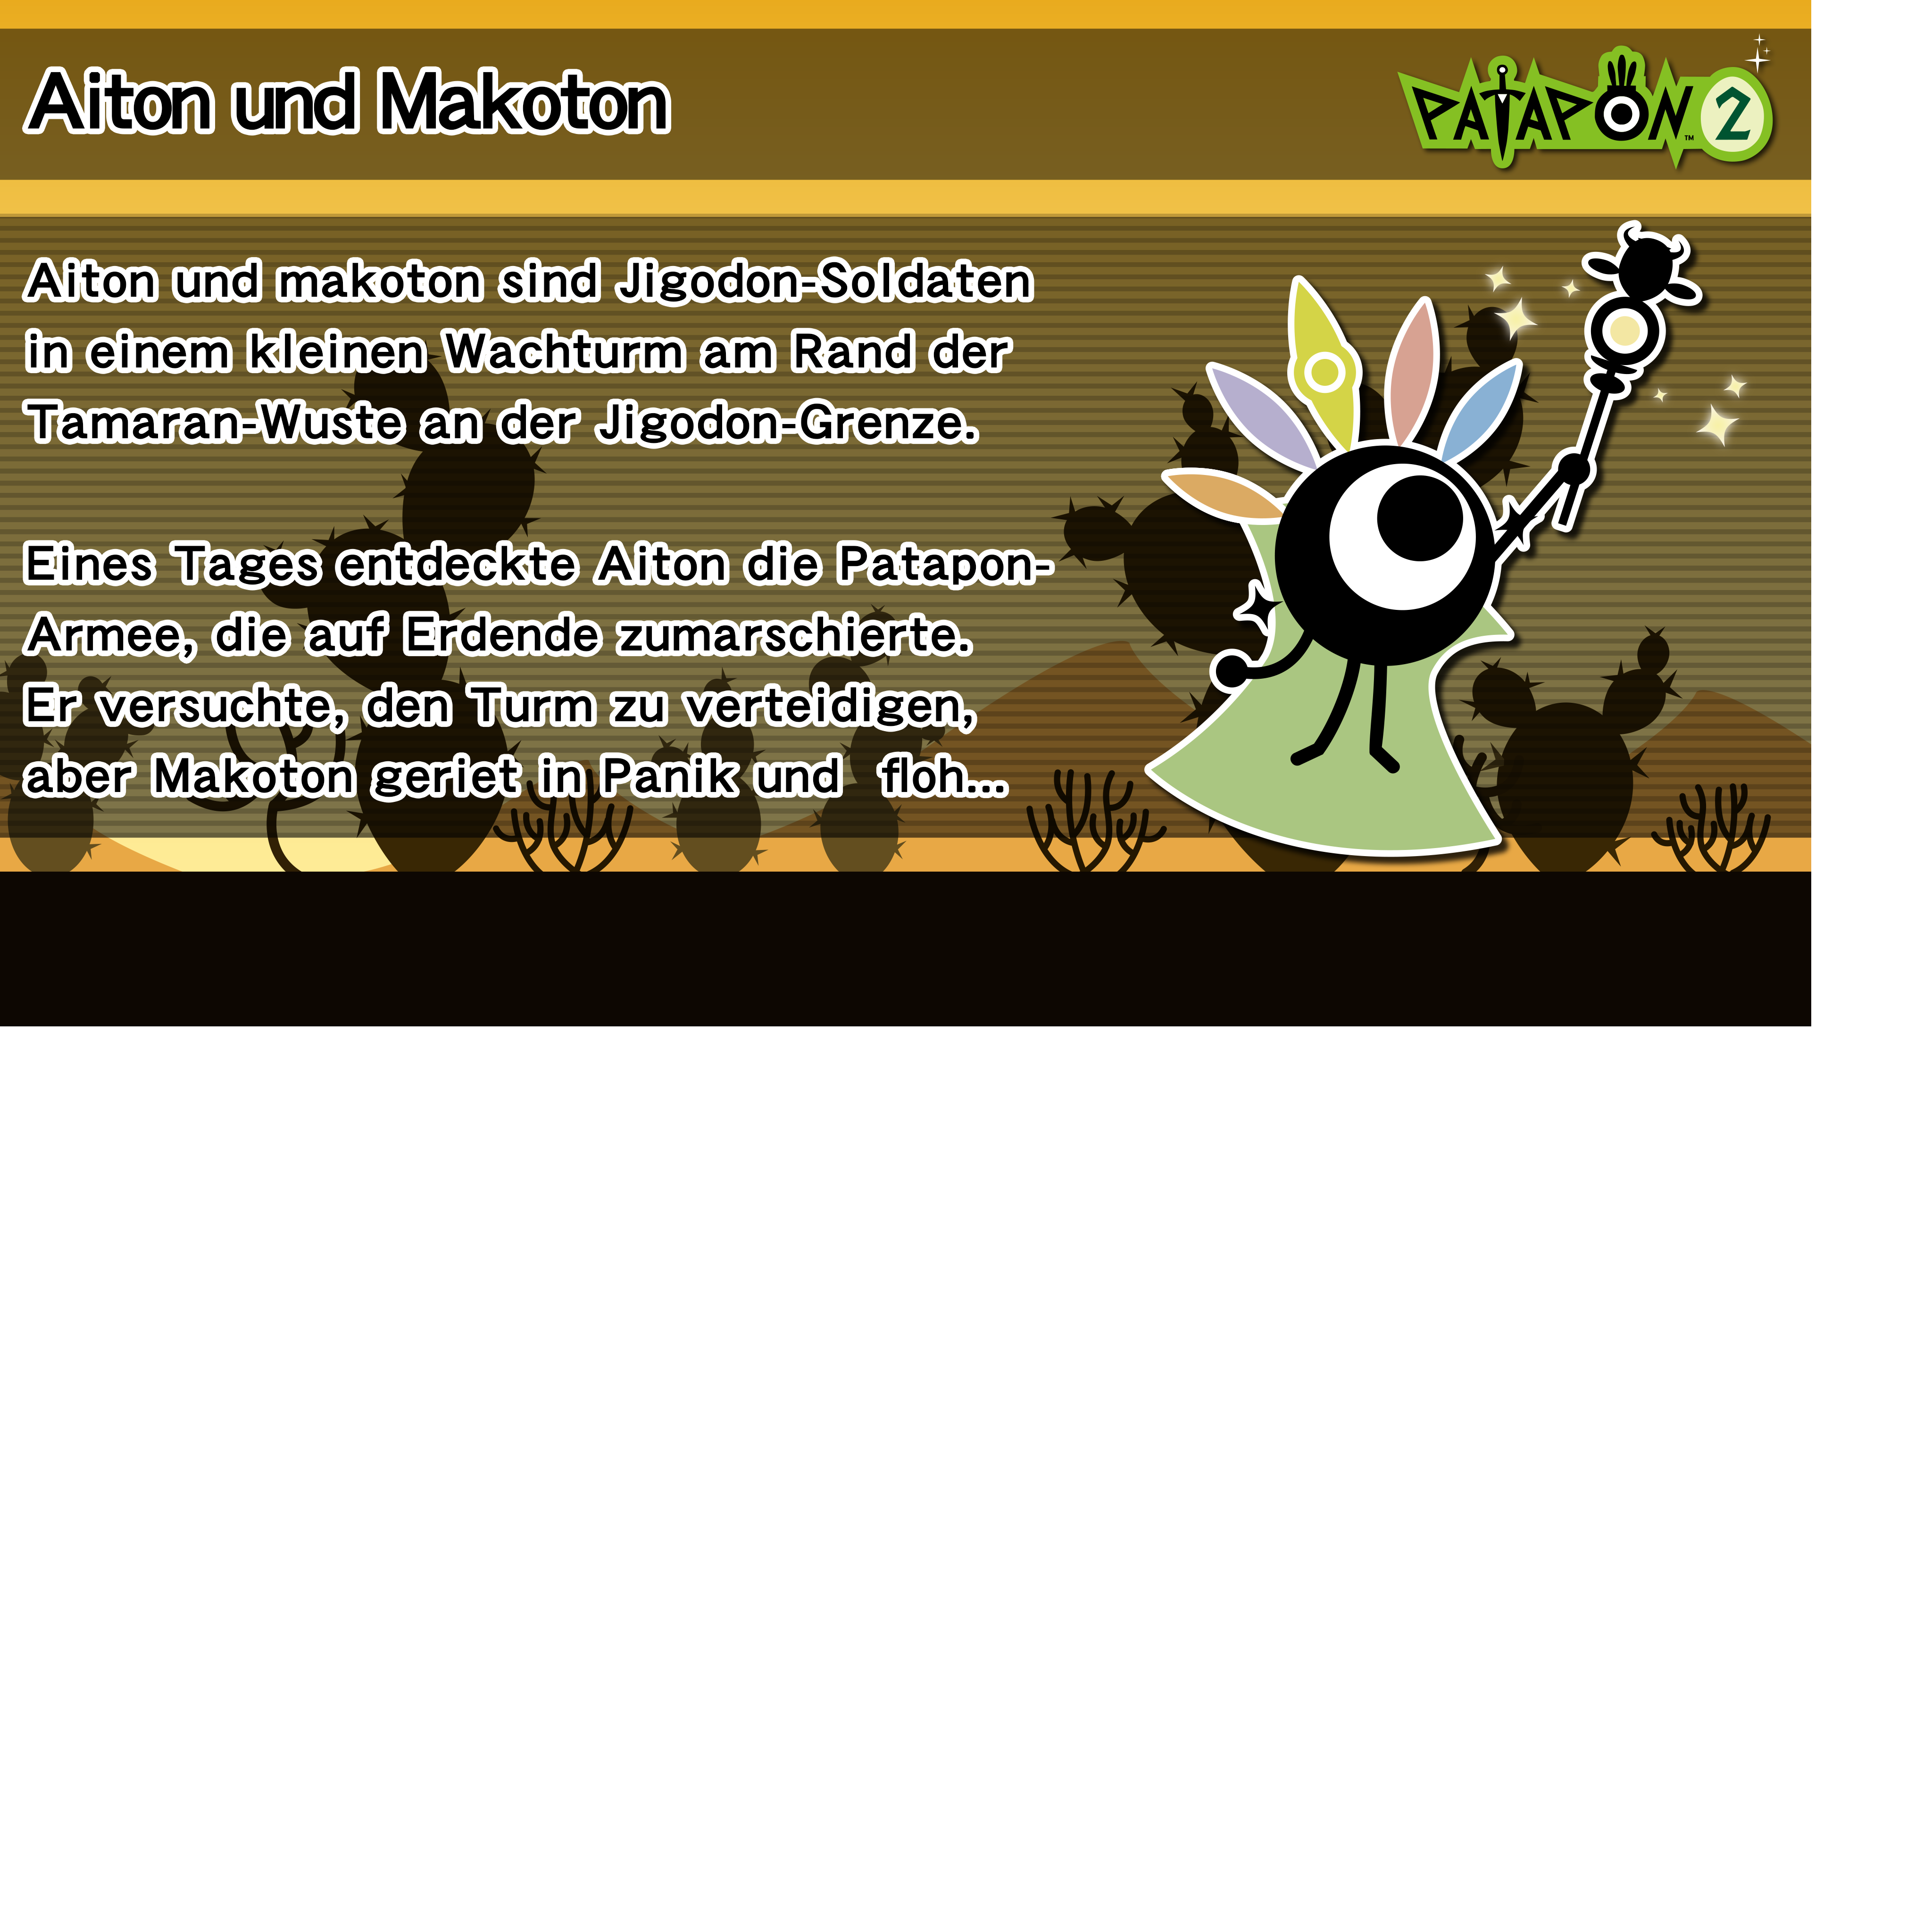 Aiton und Makoton
PATAPON™ 2
Aiton und makoton sind Jigodon-Soldaten
in einem kleinen Wachturm am Rand der
Tamaran-Wuste an der Jigodon-Grenze.
Eines Tages entdeckte Aiton die Patapon-
Armee, die auf Erdende zumarschierte.
Er versuchte, den Turm zu verteidigen,
aber Makoton geriet in Panik und floh...